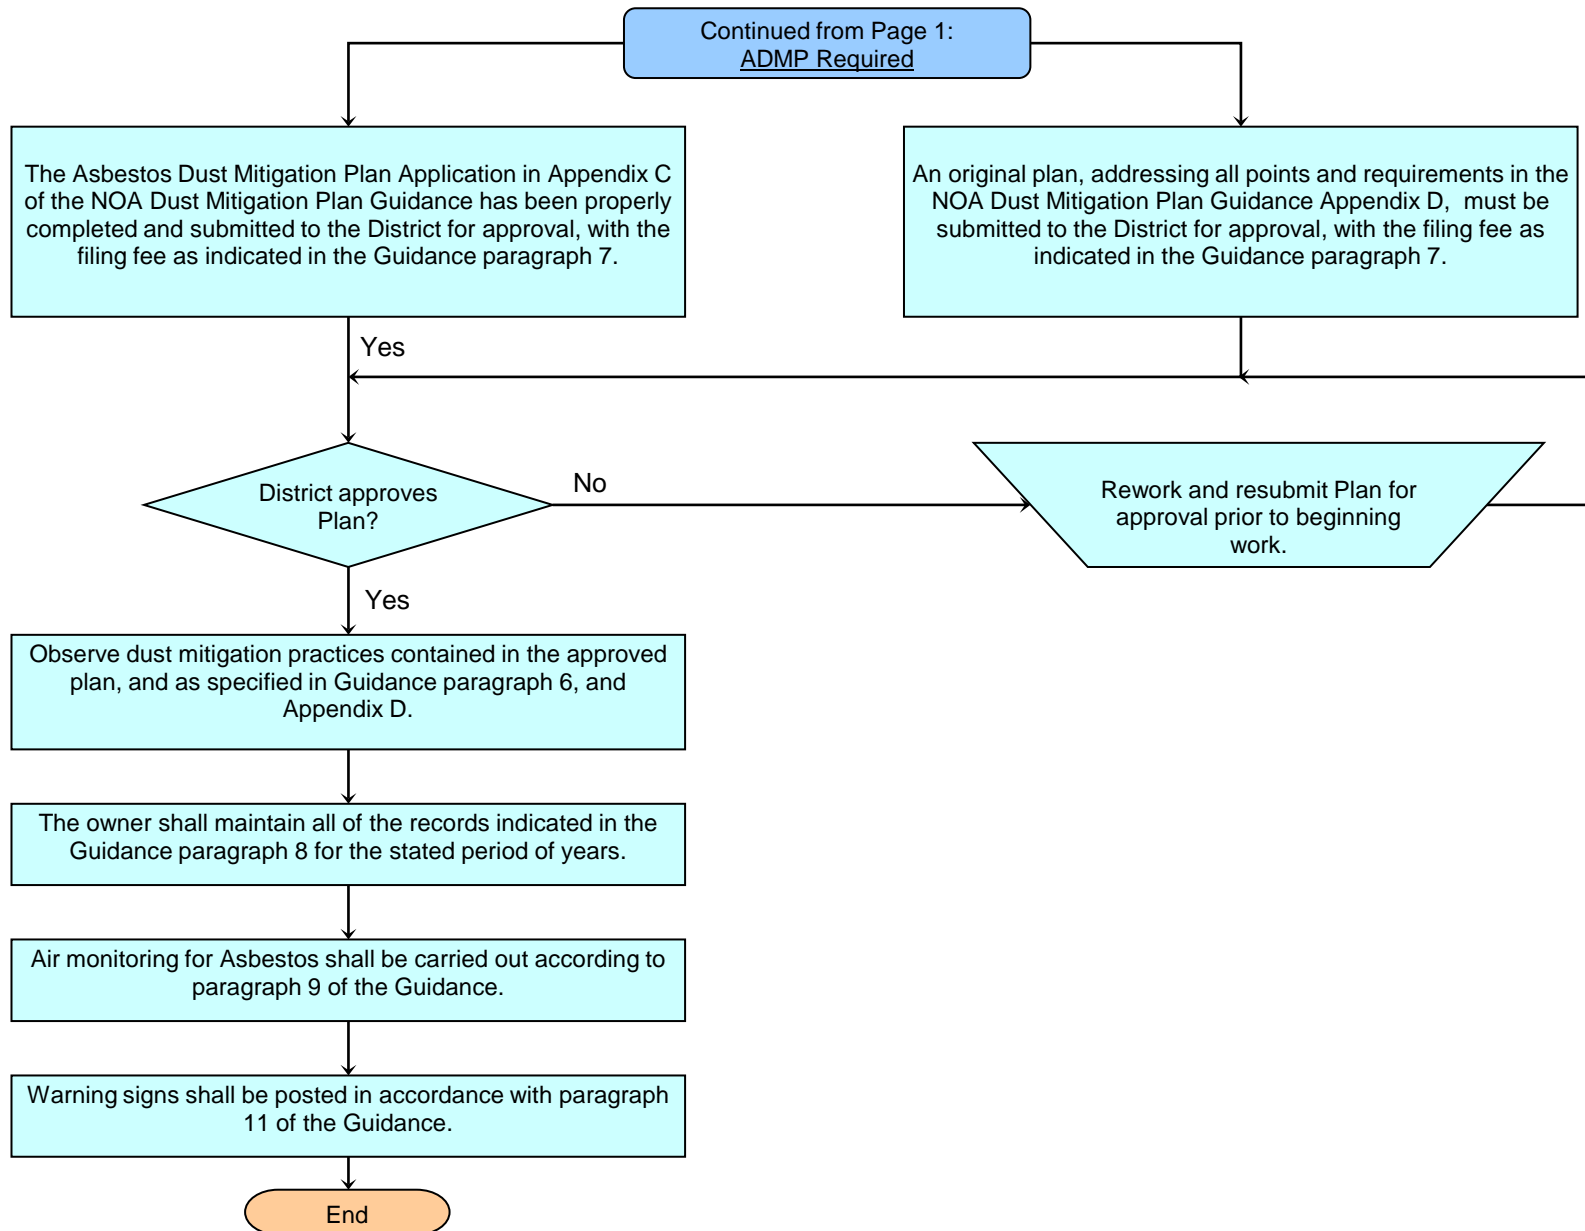 Continued from Page 1:
ADMP Required
The Asbestos Dust Mitigation Plan Application in Appendix C
of the NOA Dust Mitigation Plan Guidance has been properly
completed and submitted to the District for approval, with the
filing fee as indicated in the Guidance paragraph 7.
An original plan, addressing all points and requirements in the
NOA Dust Mitigation Plan Guidance Appendix D, must be
submitted to the District for approval, with the filing fee as
indicated in the Guidance paragraph 7.
Yes
District approves
Plan?
No
Rework and resubmit Plan for
approval prior to beginning
work.
Yes
Observe dust mitigation practices contained in the approved
plan, and as specified in Guidance paragraph 6, and
Appendix D.
The owner shall maintain all of the records indicated in the
Guidance paragraph 8 for the stated period of years.
Air monitoring for Asbestos shall be carried out according to
paragraph 9 of the Guidance.
Warning signs shall be posted in accordance with paragraph
11 of the Guidance.
End